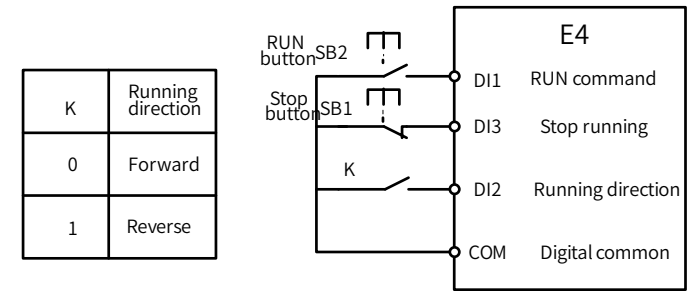 K
Running
direction
0
Forward
1
Reverse
RUN
button
SB2
Stop
button
SB1
K
E4
DI1 RUN command
DI3 Stop running
DI2 Running direction
COM Digital common